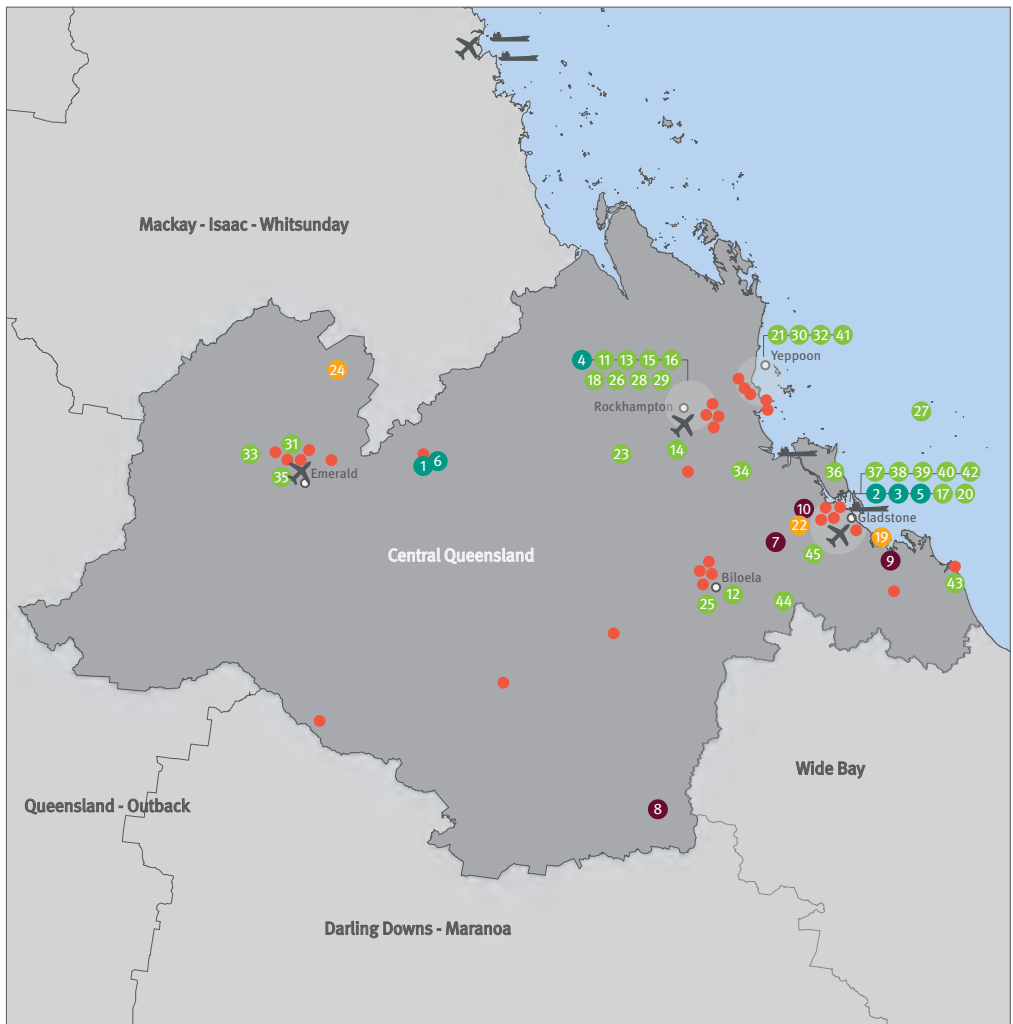 Mackay - Isaac - Whitsunday
21 30 32 41
Yeppoon
4 11 13 15 16
24
18 26 28 29
Rockhampton
27
31
33
14
23
1 6
34
36
37 38 39 40 42
Emerald
35
2 3 5 17 20
10
Gladstone
22
19
7
Central Queensland
45
9
Biloela
43
12
25
44
Wide Bay
Queensland - Outback
8
Darling Downs - Maranoa